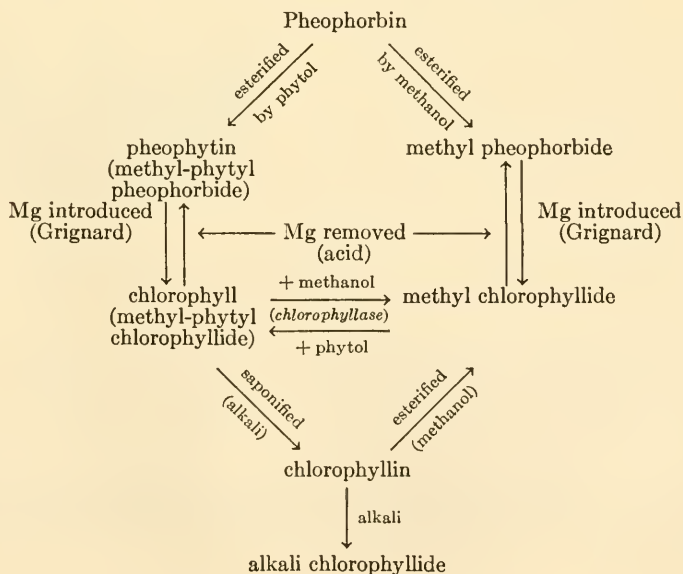 Pheophorbin
esterified
by phytol
esterified
by methanol
pheophytin
(methyl-phytyl
pheophorbide)
methyl pheophorbide
Mg introduced
(Grignard)
Mg removed
(acid)
Mg introduced
(Grignard)
chlorophyll
(methyl-phytyl
chlorophyllide)
+ methanol
(chlorophyllase)
+ phytol
methyl chlorophyllide
saponified
(alkali)
esterified
(methanol)
chlorophyllin
alkali
alkali chlorophyllide